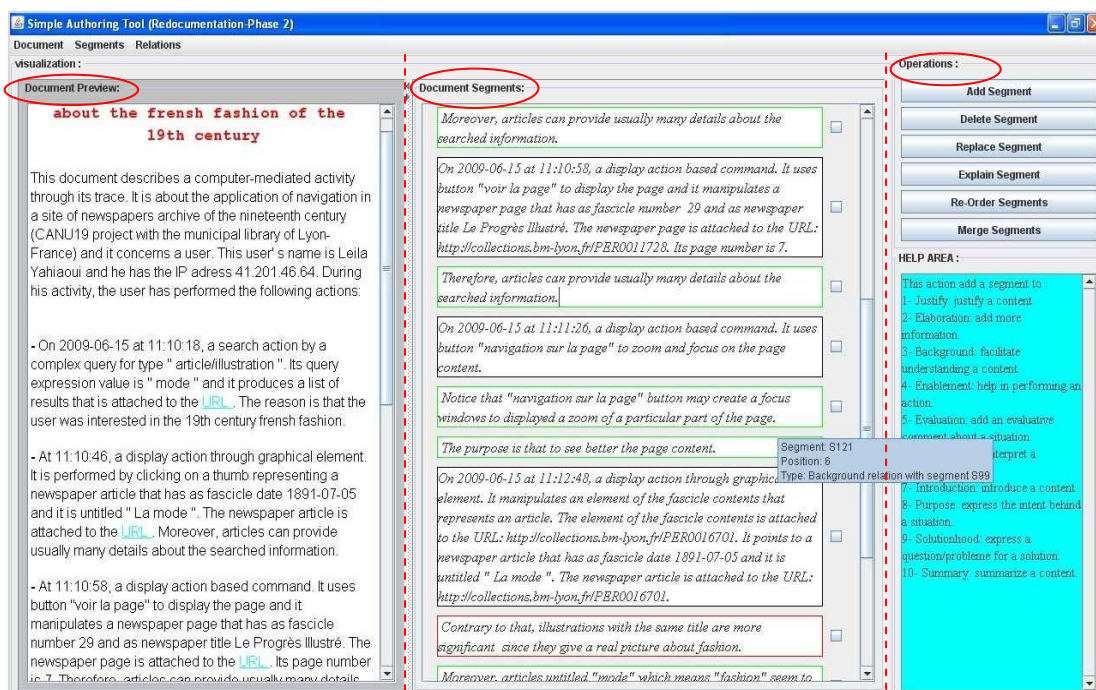 Simple Authoring Tool (Redocumentation-Phase 2)
Document Segments Relations
visualization :
Document Preview:
about the frensh fashion of the
19th century
This document describes a computer-mediated activity
through its trace. It is about the application of navigation in
a site of newspapers archive of the nineteenth century
(CANU19 project with the municipal library of Lyon-
France) and it concerns a user. This user' s name is Leila
Yahiaoui and he has the IP adress 41.201.46.64. During
his activity, the user has performed the following actions:
- On 2009-06-15 at 11:10:18, a search action by a
complex query for type " article/illustration ". Its query
expression value is " mode " and it produces a list of
results that is attached to the URL . The reason is that the
user was interested in the 19th century frensh fashion.
- At 11:10:46, a display action through graphical element.
It is performed by clicking on a thumb representing a
newspaper article that has as fascicle date 1891-07-05
and it is untitled " La mode ". The newspaper article is
attached to the URL . Moreover, articles can provide
usually many details about the searched information.
- At 11:10:58, a display action based command. It uses
button "voir la page" to display the page and it
manipulates a newspaper page that has as fascicle
number 29 and as newspaper title Le Progrès Illustré. The
newspaper page is attached to the URL . Its page number
is 7. Therefore, articles can provide usually many details
Document Segments:
Moreover, articles can provide usually many details about the
searched information.
On 2009-06-15 at 11:10:58, a display action based command. It uses
button "voir la page" to display the page and it manipulates a
newspaper page that has as fascicle number 29 and as newspaper
title Le Progrès Illustré. The newspaper page is attached to the URL:
http://collections.bm-lyon.fr/PER0011728. Its page number is 7.
Therefore, articles can provide usually many details about the
searched information.
On 2009-06-15 at 11:11:26, a display action based command. It uses
button "navigation sur la page" to zoom and focus on the page
content.
Notice that "navigation sur la page" button may create a focus
windows to displayed a zoom of a particular part of the page.
The purpose is that to see better the page content.
Segment: S121
Position: 6
Type: Background relation with segment S99
On 2009-06-15 at 11:12:48, a display action through graphical
element. It manipulates an element of the fascicle contents that
represents an article. The element of the fascicle contents is attached
to the URL: http://collections.bm-lyon.fr/PER0016701. It points to a
newspaper article that has as fascicle date 1891-07-05 and it is
untitled " La mode ". The newspaper article is attached to the URL:
http://collections.bm-lyon.fr/PER0016701.
Contrary to that, illustrations with the same title are more
significant since they give a real picture about fashion.
Moreover, articles untitled "mode" which means "fashion" seem to
Operations :
Add Segment
Delete Segment
Replace Segment
Explain Segment
Re-Order Segments
Merge Segments
HELP AREA :
This action add a segment to :
1- Justify: justify a content.
2- Elaboration: add more
information.
3- Background: facilitate
understanding a content.
4- Enablement: help in performing an
action.
5- Evaluation: add an evaluative
comment about a situation.
interpret a
7- Introduction: introduce a content.
8- Purpose: express the intent behind
a situation.
9- Solutionhood: express a
question/probleme for a solution.
10- Summary: summarize a content.